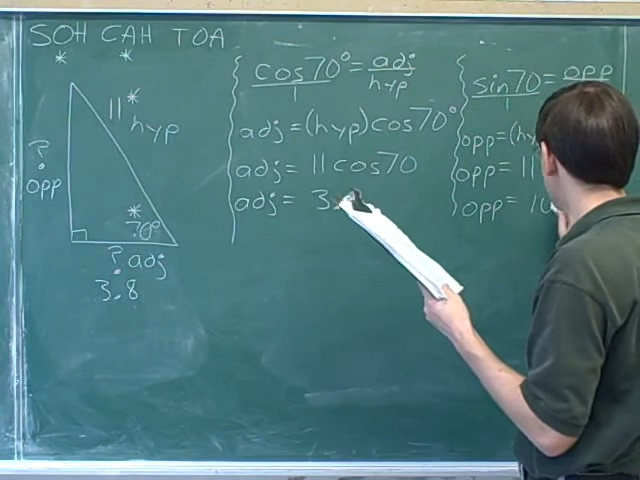 SOH CAH TOA
* *
11 *
hyp
?
opp
*
70°
? adj
3.8
cos70° = adj
1 hyp
adj = (hyp)cos70°
adj = 11cos70
adj = 3.
sin70 = opp
1
opp = (hy
opp = 11
opp = 10